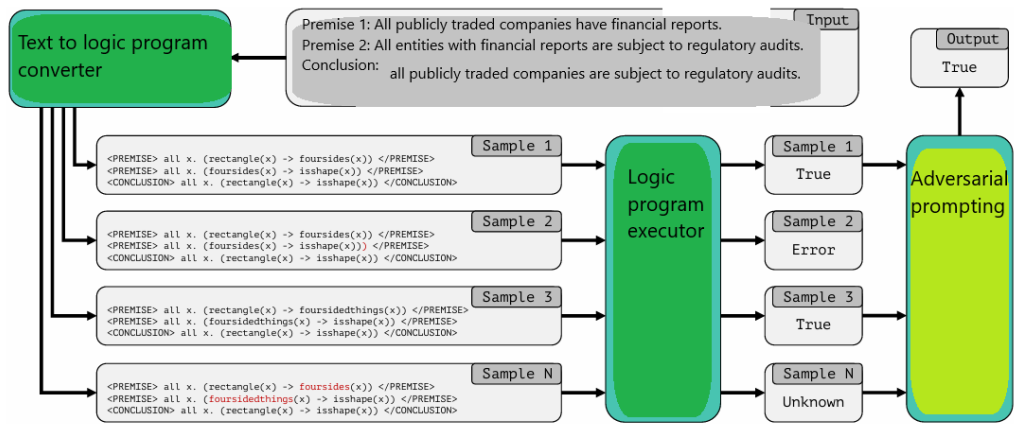 Text to logic program
converter
Input
Premise 1: All publicly traded companies have financial reports.
Premise 2: All entities with financial reports are subject to regulatory audits.
Conclusion:
all publicly traded companies are subject to regulatory audits.
Output
True
Sample 1
<PREMISE> all x. (rectangle(x) -> foursides(x)) </PREMISE>
<PREMISE> all x. (foursides(x) -> isshape(x)) </PREMISE>
<CONCLUSION> all x. (rectangle(x) -> isshape(x)) </CONCLUSION>
Sample 2
<PREMISE> all x. (rectangle(x) -> foursides(x)) </PREMISE>
<PREMISE> all x. (foursides(x) -> isshape(x))) </PREMISE>
<CONCLUSION> all x. (rectangle(x) -> isshape(x)) </CONCLUSION>
Sample 3
<PREMISE> all x. (rectangle(x) -> foursidedthings(x)) </PREMISE>
<PREMISE> all x. (foursidedthings(x) -> isshape(x)) </PREMISE>
<CONCLUSION> all x. (rectangle(x) -> isshape(x)) </CONCLUSION>
Sample N
<PREMISE> all x. (rectangle(x) -> foursides(x)) </PREMISE>
<PREMISE> all x. (foursidedthings(x) -> isshape(x)) </PREMISE>
<CONCLUSION> all x. (rectangle(x) -> isshape(x)) </CONCLUSION>
Logic
program
executor
Sample 1
True
Sample 2
Error
Sample 3
True
Sample N
Unknown
Adversarial
prompting